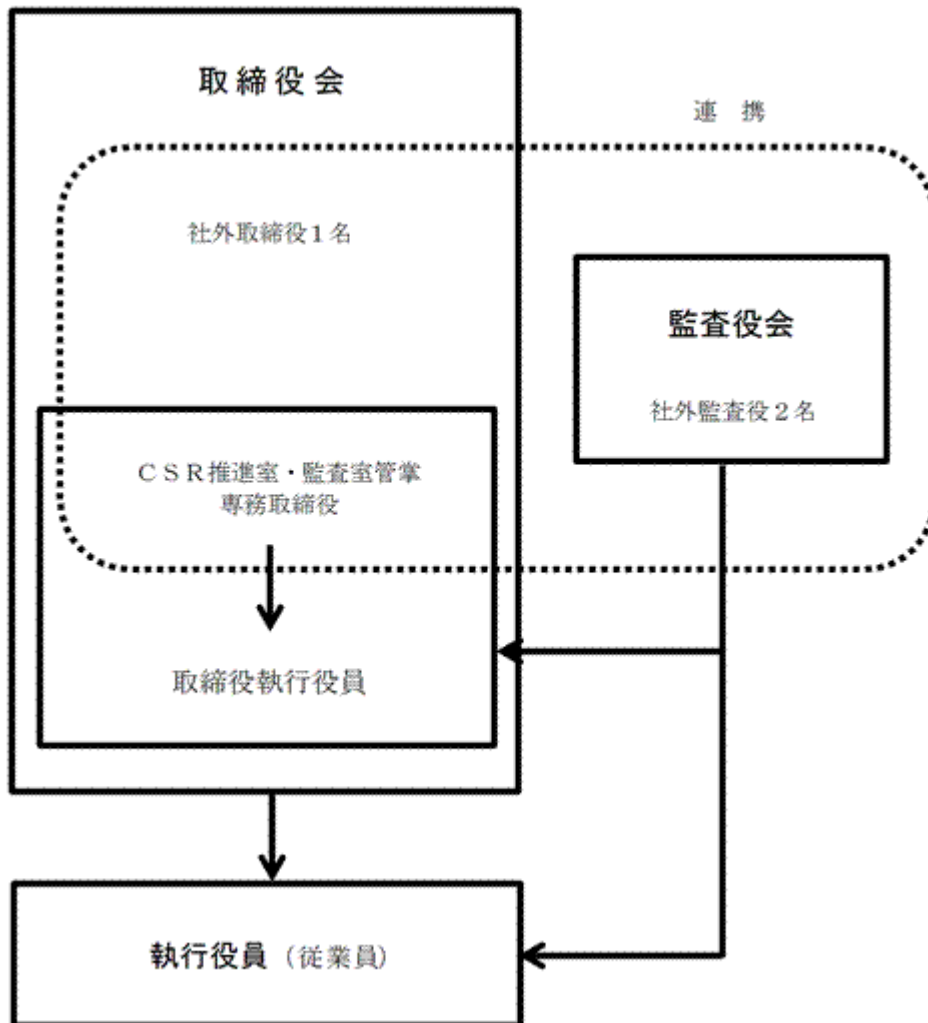 取締役会
連　携
社外取締役１名
監査役会
社外監査役２名
ＣＳＲ推進室・監査室管掌
専務取締役
取締役執行役員
執行役員（従業員）